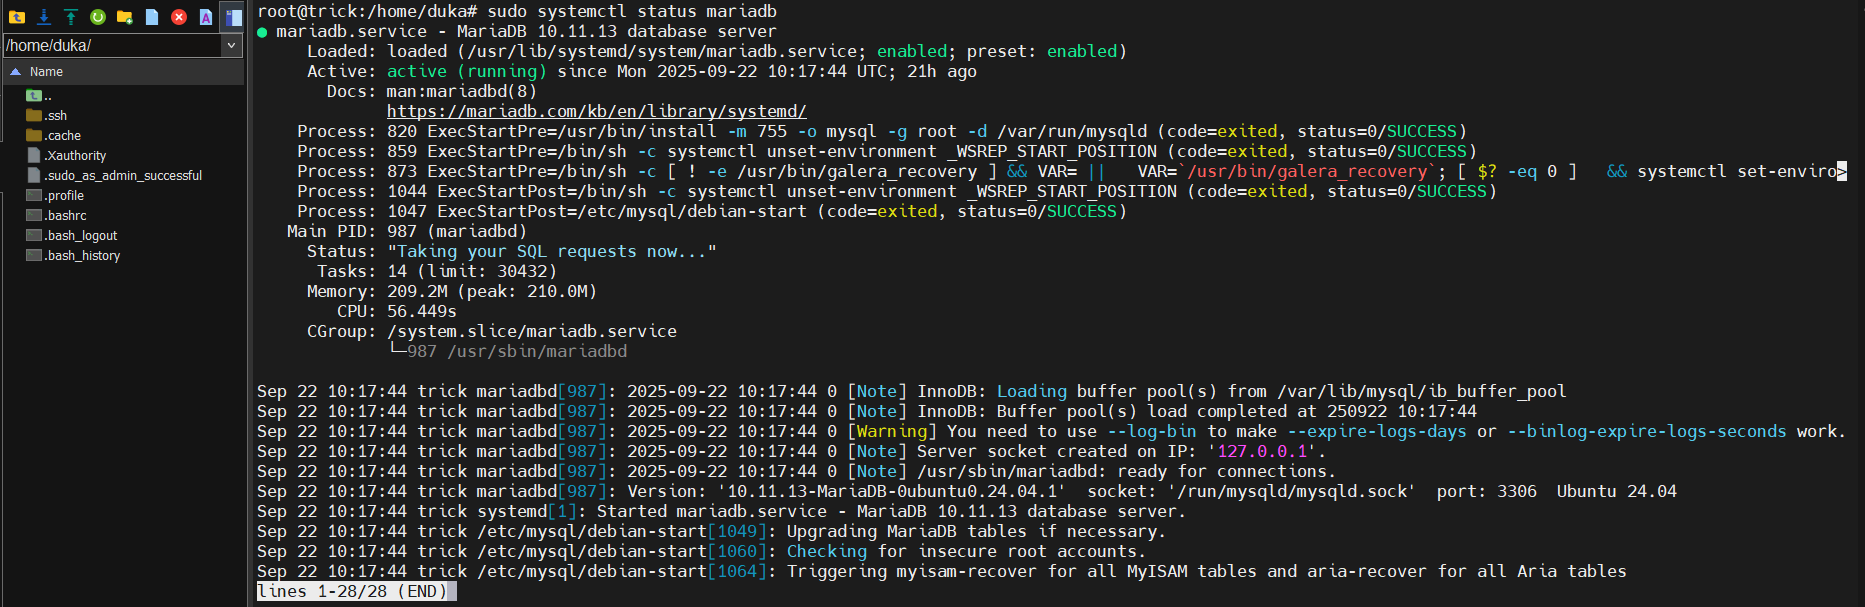 /home/duka/
Name
..
.ssh
.cache
.Xauthority
.sudo_as_admin_successful
.profile
.bashrc
.bash_logout
.bash_history
root@trick:/home/duka# sudo systemctl status mariadb
● mariadb.service - MariaDB 10.11.13 database server
Loaded: loaded (/usr/lib/systemd/system/mariadb.service; enabled; preset: enabled)
Active: active (running) since Mon 2025-09-22 10:17:44 UTC; 21h ago
Docs: man:mariadbd(8)
https://mariadb.com/kb/en/library/systemd/
Process: 820 ExecStartPre=/usr/bin/install -m 755 -o mysql -g root -d /var/run/mysqld (code=exited, status=0/SUCCESS)
Process: 859 ExecStartPre=/bin/sh -c systemctl unset-environment _WSREP_START_POSITION (code=exited, status=0/SUCCESS)
Process: 873 ExecStartPre=/bin/sh -c [ ! -e /usr/bin/galera_recovery ] && VAR= ||   VAR=`/usr/bin/galera_recovery`; [ $? -eq 0 ]   && systemctl set-enviro>
Process: 1044 ExecStartPost=/bin/sh -c systemctl unset-environment _WSREP_START_POSITION (code=exited, status=0/SUCCESS)
Process: 1047 ExecStartPost=/etc/mysql/debian-start (code=exited, status=0/SUCCESS)
Main PID: 987 (mariadbd)
Status: "Taking your SQL requests now..."
Tasks: 14 (limit: 30432)
Memory: 209.2M (peak: 210.0M)
CPU: 56.449s
CGroup: /system.slice/mariadb.service
└─987 /usr/sbin/mariadbd
Sep 22 10:17:44 trick mariadbd[987]: 2025-09-22 10:17:44 0 [Note] InnoDB: Loading buffer pool(s) from /var/lib/mysql/ib_buffer_pool
Sep 22 10:17:44 trick mariadbd[987]: 2025-09-22 10:17:44 0 [Note] InnoDB: Buffer pool(s) load completed at 250922 10:17:44
Sep 22 10:17:44 trick mariadbd[987]: 2025-09-22 10:17:44 0 [Warning] You need to use --log-bin to make --expire-logs-days or --binlog-expire-logs-seconds work.
Sep 22 10:17:44 trick mariadbd[987]: 2025-09-22 10:17:44 0 [Note] Server socket created on IP: '127.0.0.1'.
Sep 22 10:17:44 trick mariadbd[987]: 2025-09-22 10:17:44 0 [Note] /usr/sbin/mariadbd: ready for connections.
Sep 22 10:17:44 trick mariadbd[987]: Version: '10.11.13-MariaDB-0ubuntu0.24.04.1'  socket: '/run/mysqld/mysqld.sock'  port: 3306  Ubuntu 24.04
Sep 22 10:17:44 trick systemd[1]: Started mariadb.service - MariaDB 10.11.13 database server.
Sep 22 10:17:44 trick /etc/mysql/debian-start[1049]: Upgrading MariaDB tables if necessary.
Sep 22 10:17:44 trick /etc/mysql/debian-start[1060]: Checking for insecure root accounts.
Sep 22 10:17:44 trick /etc/mysql/debian-start[1064]: Triggering myisam-recover for all MyISAM tables and aria-recover for all Aria tables
lines 1-28/28 (END)